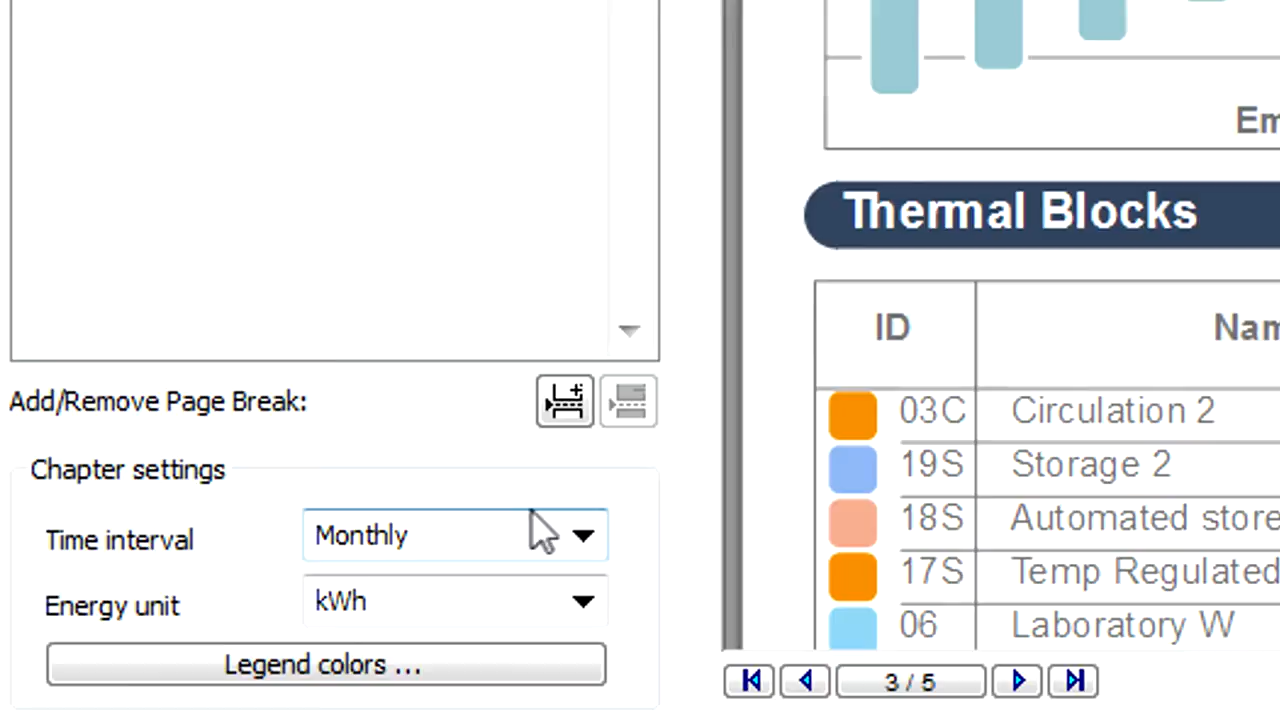 Em
Thermal Blocks
ID
Nam
03C Circulation 2
19S Storage 2
18S Automated store
17S Temp Regulated
06 Laboratory W
3 / 5
Add/Remove Page Break:
Chapter settings
Time interval Monthly
Energy unit kWh
Legend colors ...